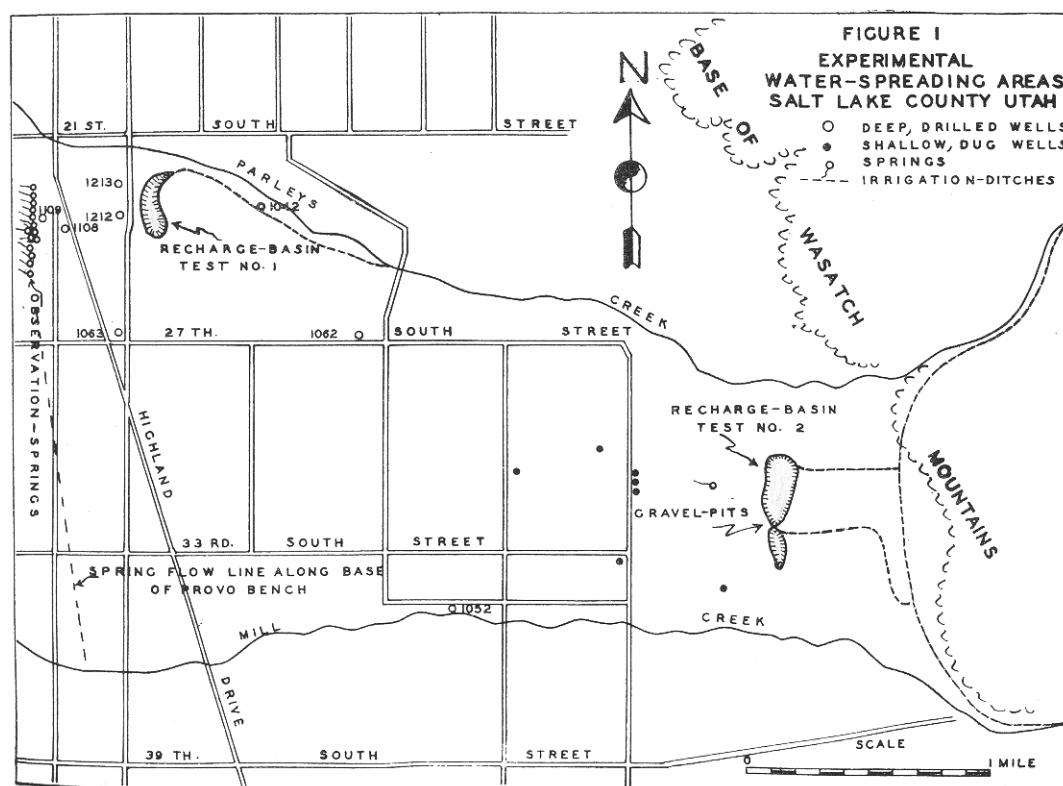 FIGURE 1
EXPERIMENTAL
WATER-SPREADING AREAS
SALT LAKE COUNTY UTAH
DEEP, DRILLED WELLS
SHALLOW, DUG WELLS
SPRINGS
IRRIGATION-DITCHES
N
BASE OF WASATCH MOUNTAINS
21 ST. SOUTH STREET
PARLEYS CREEK
1213
1212
1109
1108
1042
RECHARGE-BASIN
TEST NO. 1
OBSERVATION-SPRINGS
1063
27 TH. SOUTH STREET
1062
HIGHLAND DRIVE
RECHARGE-BASIN
TEST NO. 2
GRAVEL-PITS
33 RD. SOUTH STREET
SPRING FLOW LINE ALONG BASE
OF PROVO BENCH
1052
MILL CREEK
39 TH. SOUTH STREET
SCALE
0 1 MILE